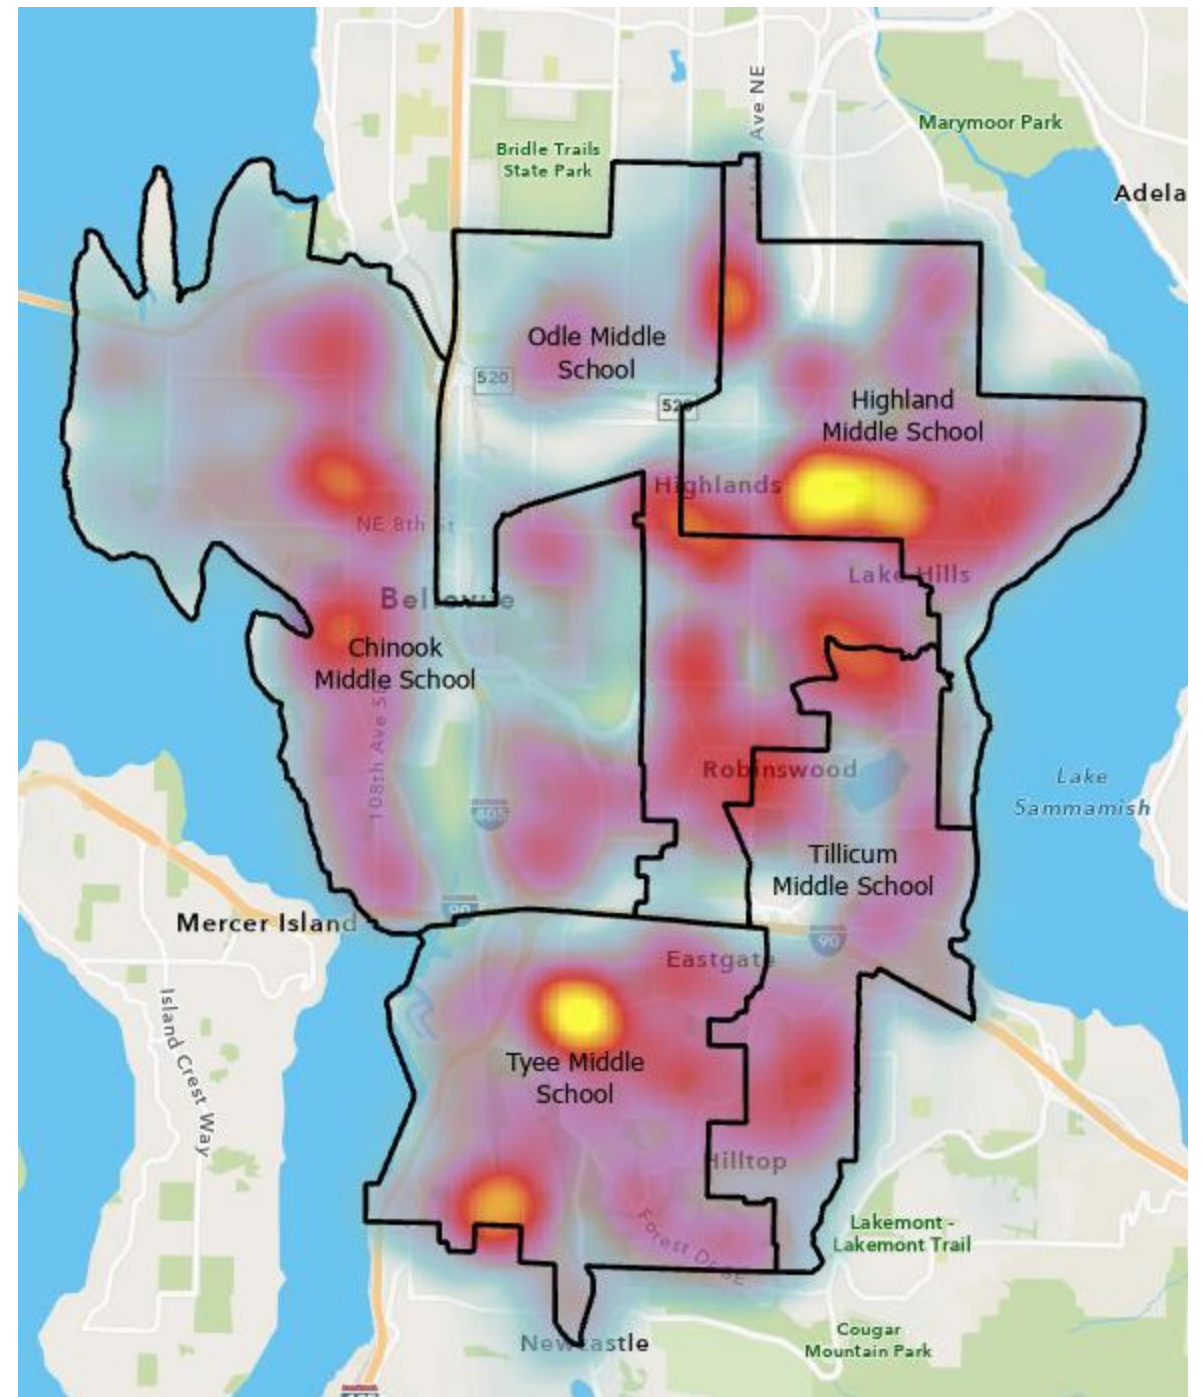 Ave NE
Marymoor Park
Bridle Trails
State Park
Adela
Odle Middle
School
520
520
Highland
Middle School
Highlands
NE 8th St
Lake Hills
Bellevue
Chinook
Middle School
108th Ave S
Robinswood
Lake
Sammamish
405
Tillicum
Middle School
90
Mercer Island
90
Eastgate
Island Crest Way
Tyee Middle
School
Hilltop
Forest Dr SE
Lakemont -
Lakemont Trail
Newcastle
Cougar
Mountain Park